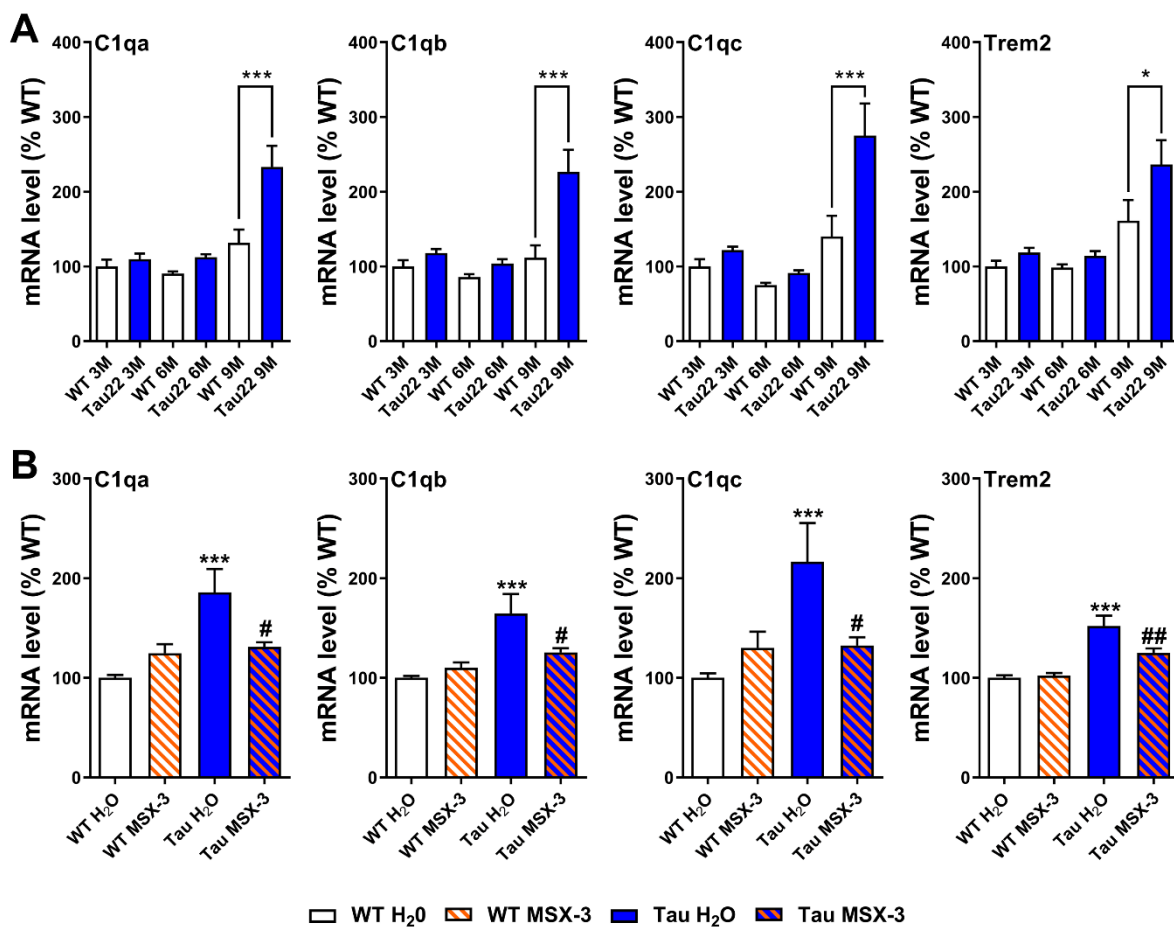 A
C1qa
C1qb
C1qc
Trem2
mRNA level (% WT)
400
300
200
100
0
***
WT 3M
Tau22 3M
WT 6M
Tau22 6M
WT 9M
Tau22 9M
mRNA level (% WT)
400
300
200
100
0
***
WT 3M
Tau22 3M
WT 6M
Tau22 6M
WT 9M
Tau22 9M
mRNA level (% WT)
400
300
200
100
0
***
WT 3M
Tau22 3M
WT 6M
Tau22 6M
WT 9M
Tau22 9M
mRNA level (% WT)
400
300
200
100
0
*
WT 3M
Tau22 3M
WT 6M
Tau22 6M
WT 9M
Tau22 9M
B
C1qa
C1qb
C1qc
Trem2
mRNA level (% WT)
300
200
100
0
***
#
WT H₂O
WT MSX-3
Tau H₂O
Tau MSX-3
mRNA level (% WT)
300
200
100
0
***
#
WT H₂O
WT MSX-3
Tau H₂O
Tau MSX-3
mRNA level (% WT)
300
200
100
0
***
#
WT H₂O
WT MSX-3
Tau H₂O
Tau MSX-3
mRNA level (% WT)
300
200
100
0
***
##
WT H₂O
WT MSX-3
Tau H₂O
Tau MSX-3
WT H₂0 WT MSX-3 Tau H₂O Tau MSX-3